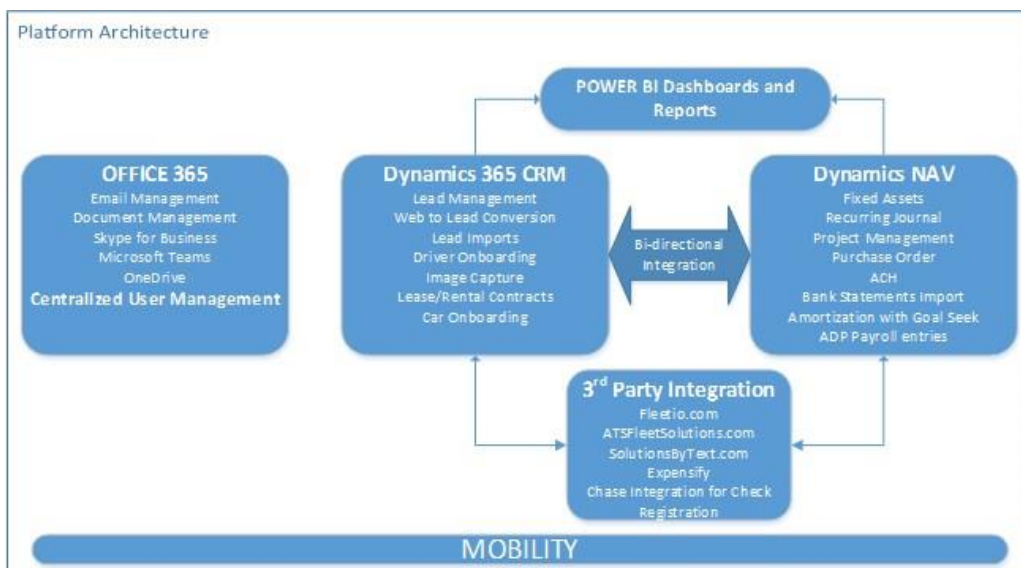 Platform Architecture
POWER BI Dashboards and
Reports
OFFICE 365
Email Management
Document Management
Skype for Business
Microsoft Teams
OneDrive
Centralized User Management
Dynamics 365 CRM
Lead Management
Web to Lead Conversion
Lead Imports
Driver Onboarding
Image Capture
Lease/Rental Contracts
Car Onboarding
Bi-directional
Integration
Dynamics NAV
Fixed Assets
Recurring Journal
Project Management
Purchase Order
ACH
Bank Statements Import
Amortization with Goal Seek
ADP Payroll entries
3rd Party Integration
Fleetio.com
ATSFleetSolutions.com
SolutionsByText.com
Expensify
Chase Integration for Check
Registration
MOBILITY